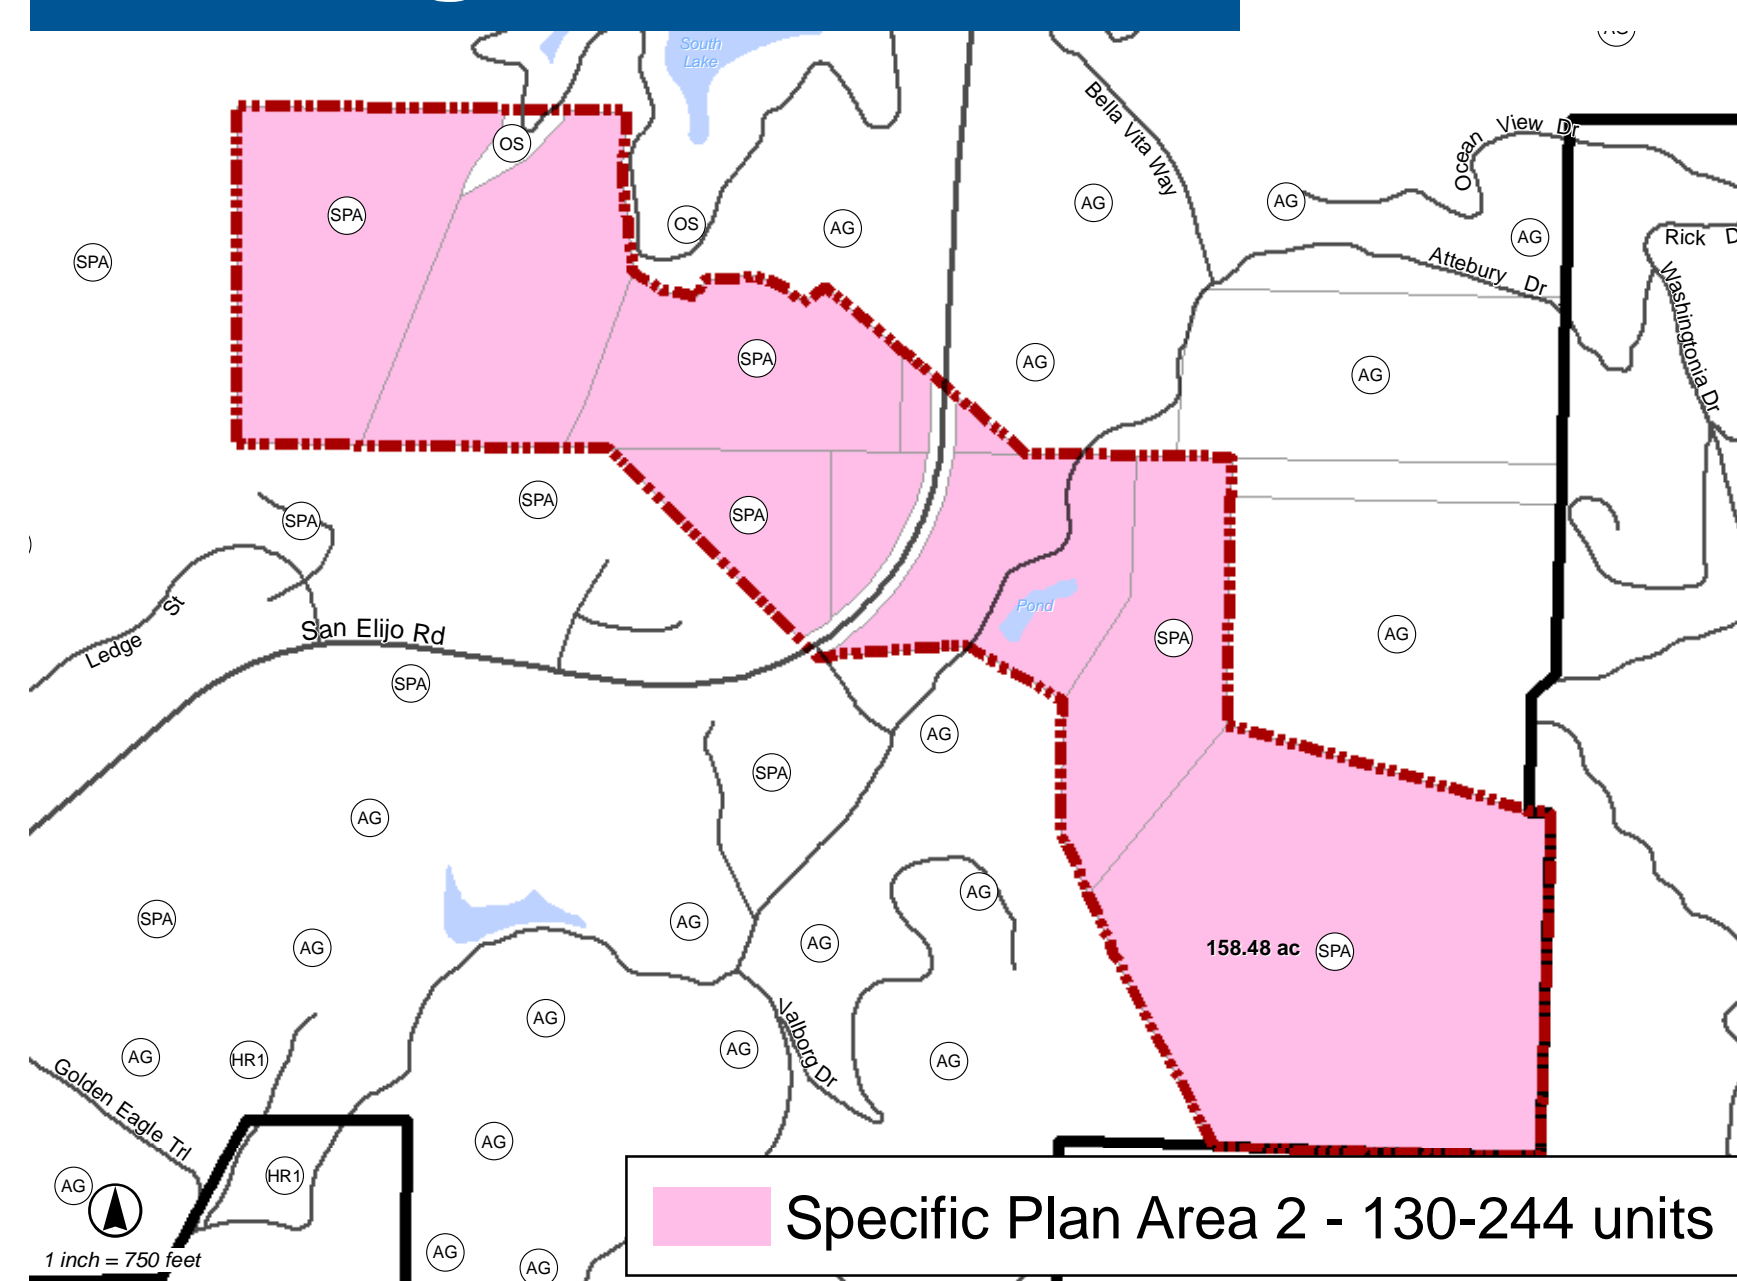 South
Lake
Bella Vita Way
Ocean View Dr
OS
SPA
AG
AG
OS
AG
AG
Rick
SPA
Attebury Dr
Washingtonia Dr
SPA
AG
AG
SPA
SPA
SPA
Pond
St
Ledge
San Elijo Rd
SPA
AG
SPA
AG
SPA
AG
AG
SPA
AG
AG
AG
AG
158.48 ac
SPA
AG
Valborg Dr
AG
HR1
AG
AG
Golden Eagle Trl
AG
HR1
AG
1 inch = 750 feet
AG
AG
Specific Plan Area 2 - 130-244 units